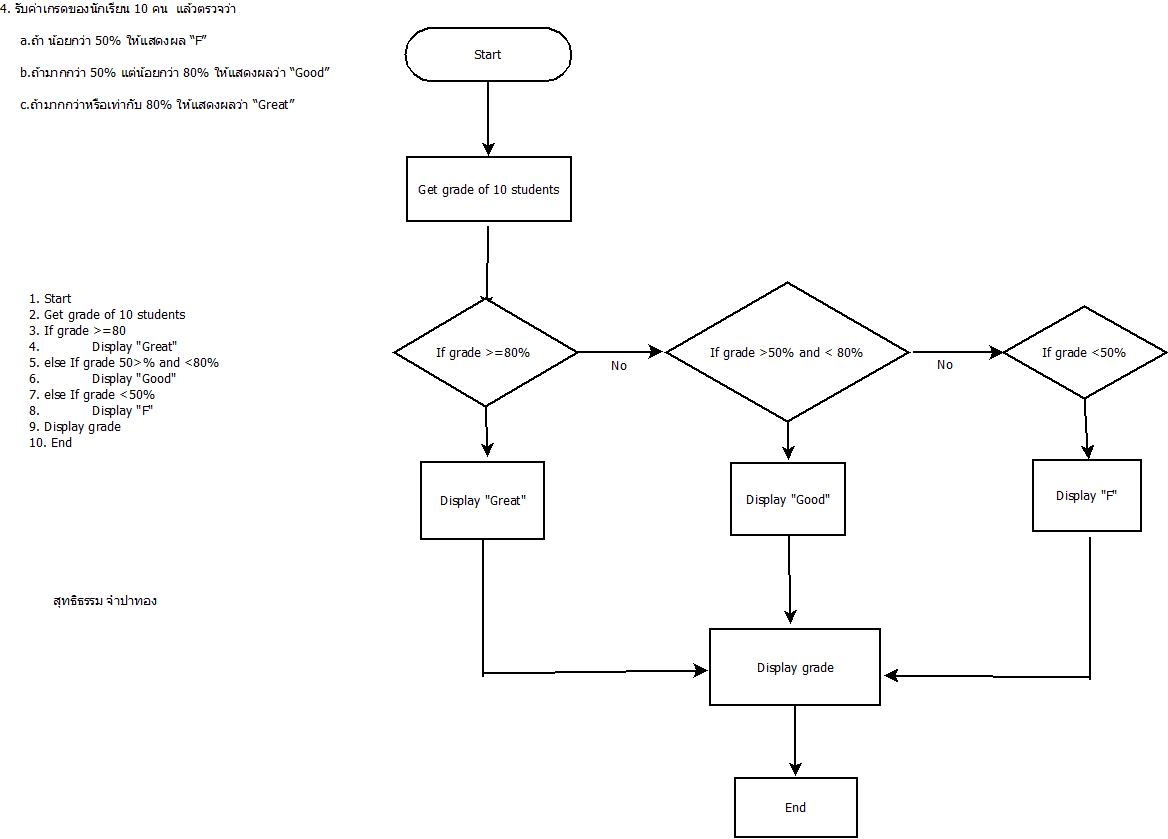 4. รับค่าเกรดของนักเรียน 10 คน แล้วตรวจว่า
a.ถ้า น้อยกว่า 50% ให้แสดงผล “F”
b.ถ้ามากกว่า 50% แต่น้อยกว่า 80% ให้แสดงผลว่า “Good”
c.ถ้ามากกว่าหรือเท่ากับ 80% ให้แสดงผลว่า “Great”
Start
Get grade of 10 students
1. Start
2. Get grade of 10 students
3. If grade >=80
4. Display "Great"
5. else If grade 50>% and <80%
6. Display "Good"
7. else If grade <50%
8. Display "F"
9. Display grade
10. End
If grade >=80%
No
If grade >50% and < 80%
No
If grade <50%
Display "Great"
Display "Good"
Display "F"
สุทธิธรรม จำปาทอง
Display grade
End